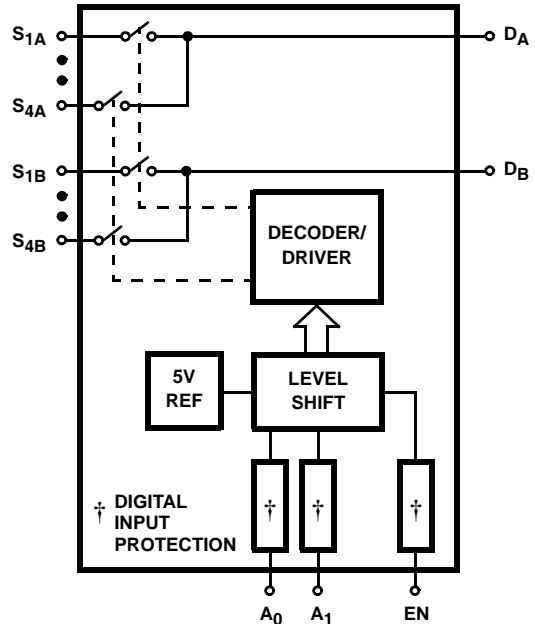 S1A
DA
S4A
S1B
DB
S4B
DECODER/
DRIVER
5V
REF
LEVEL
SHIFT
† † †
† DIGITAL
INPUT
PROTECTION
A0 A1 EN